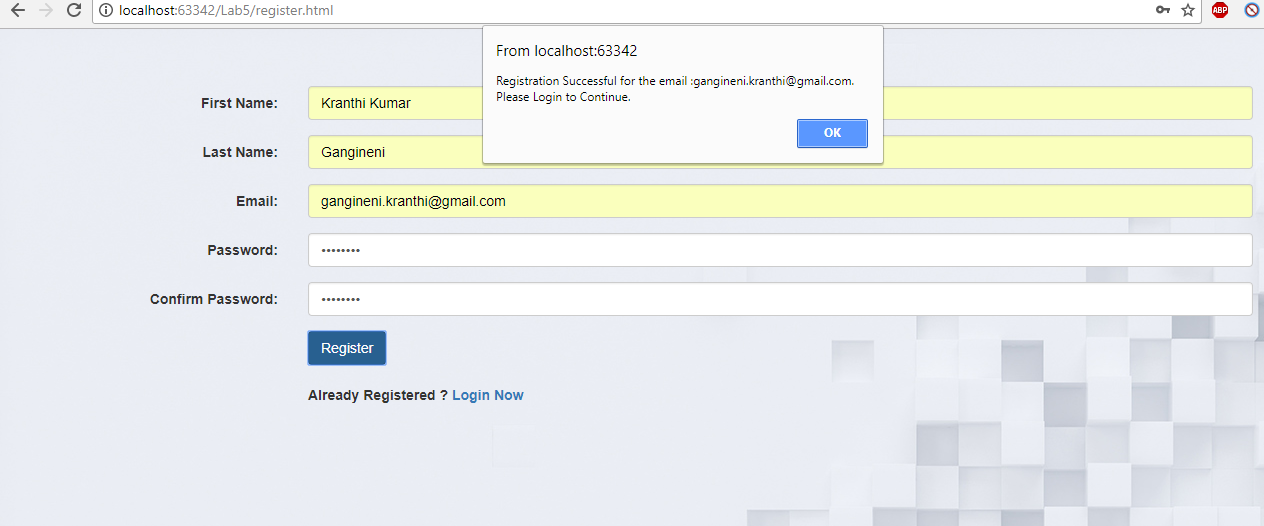 localhost:63342/Lab5/register.html
ABP
From localhost:63342
Registration Successful for the email :gangineni.kranthi@gmail.com.
Please Login to Continue.
OK
First Name: Kranthi Kumar
Last Name: Gangineni
Email: gangineni.kranthi@gmail.com
Password: ••••••••
Confirm Password: ••••••••
Register
Already Registered ? Login Now